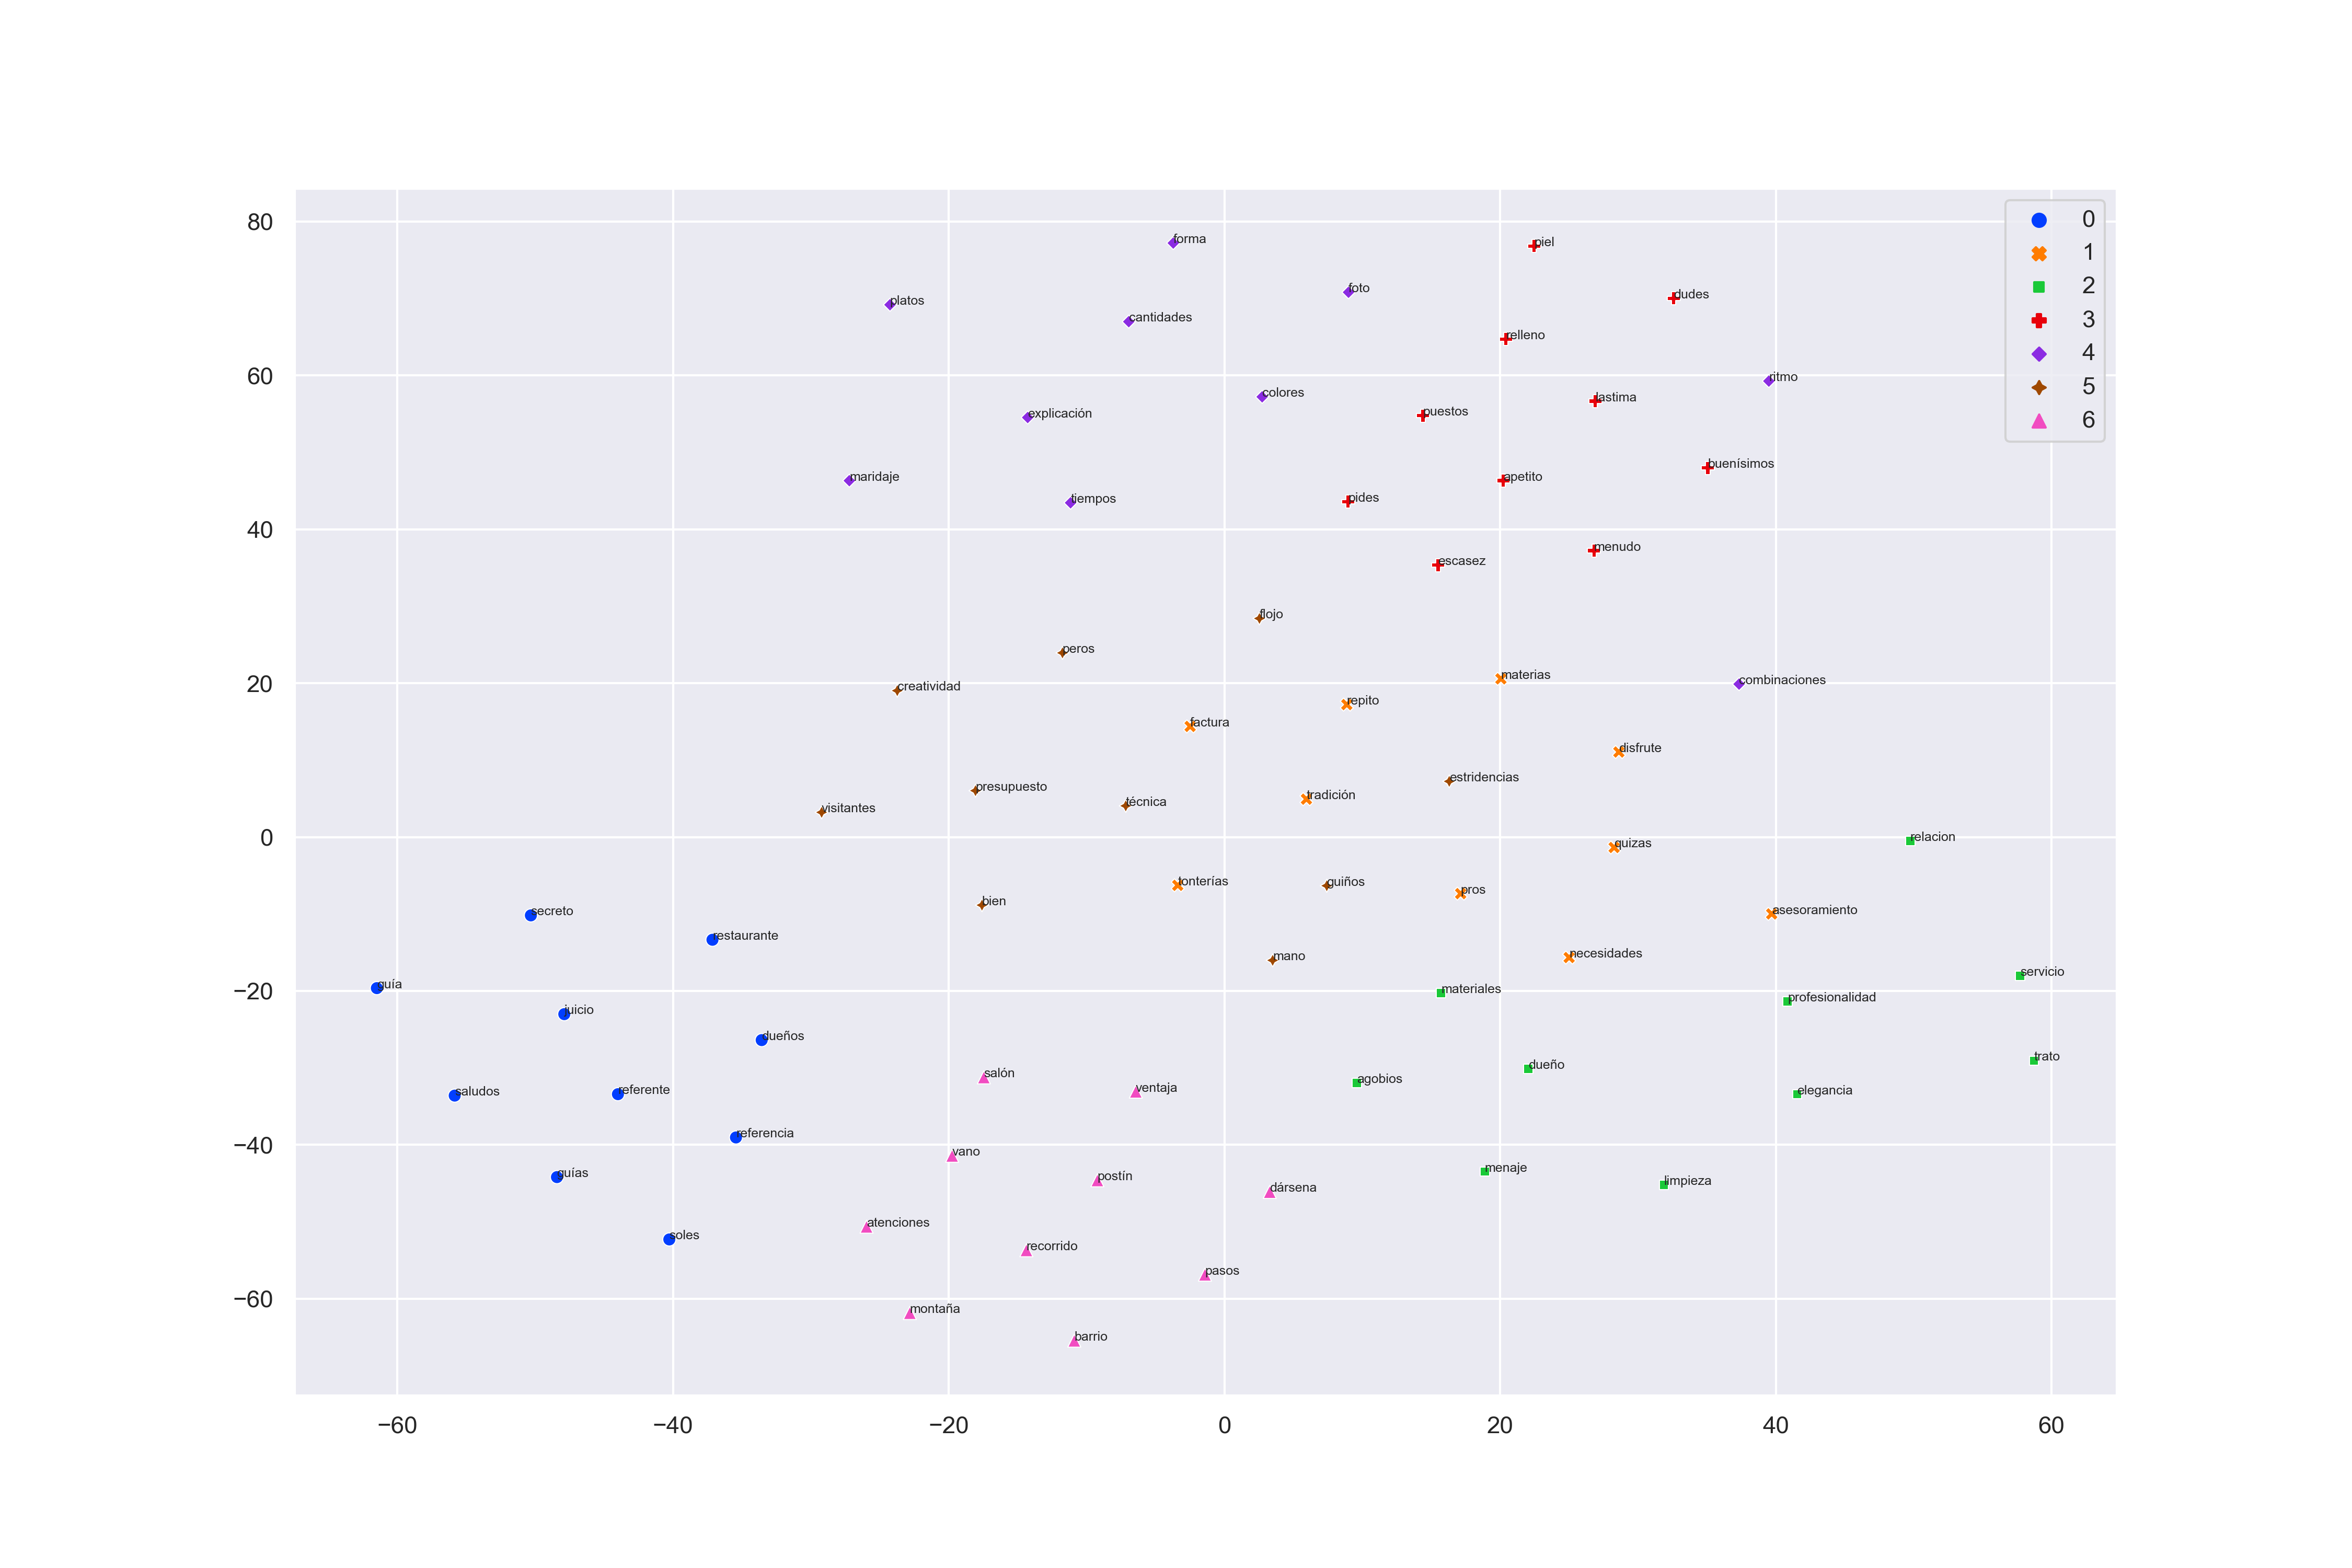 80
60
40
20
0
−20
−40
−60
−60
−40
−20
0
20
40
60
0
1
2
3
4
5
6
forma
piel
foto
dudes
platos
cantidades
relleno
ritmo
colores
lastima
puestos
explicación
buenísimos
maridaje
apetito
tiempos
pides
menudo
escasez
flojo
peros
materias
combinaciones
creatividad
repito
factura
disfrute
estridencias
presupuesto
tradición
técnica
visitantes
relacion
quizas
tonterías
guiños
pros
bien
secreto
asesoramiento
restaurante
necesidades
mano
servicio
guía
materiales
profesionalidad
juicio
dueños
trato
dueño
salón
agobios
ventaja
saludos
referente
elegancia
referencia
vano
menaje
guías
postín
limpieza
dársena
atenciones
soles
recorrido
pasos
montaña
barrio